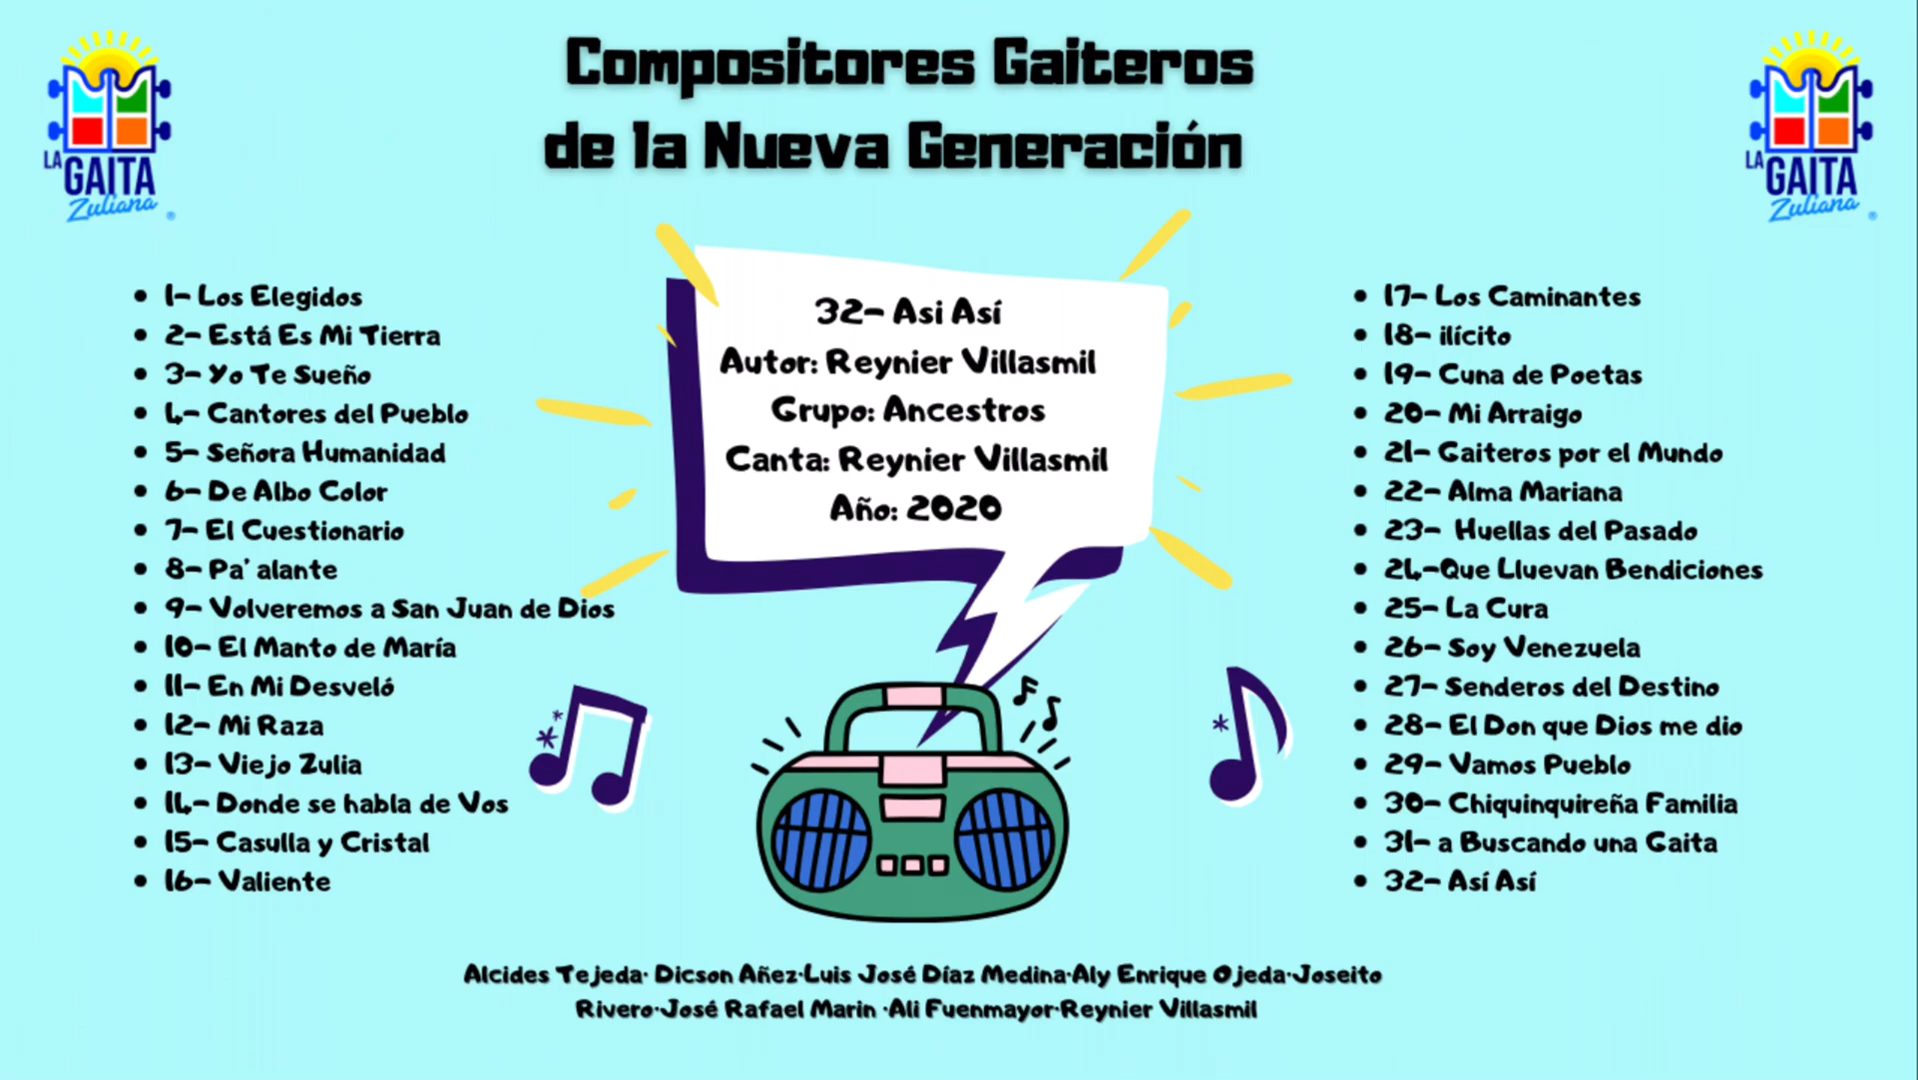 Compositores Gaiteros
de la Nueva Generación
LA
GAITA
Zuliana
®
LA
GAITA
Zuliana
®
1- Los Elegidos
2- Está Es Mi Tierra
3- Yo Te Sueño
4- Cantores del Pueblo
5- Señora Humanidad
6- De Albo Color
7- El Cuestionario
8- Pa' alante
9- Volveremos a San Juan de Dios
10- El Manto de María
11- En Mi Desveló
12- Mi Raza
13- Viejo Zulia
14- Donde se habla de Vos
15- Casulla y Cristal
16- Valiente
32- Asi Así
Autor: Reynier Villasmil
Grupo: Ancestros
Canta: Reynier Villasmil
Año: 2020
17- Los Caminantes
18- ilícito
19- Cuna de Poetas
20- Mi Arraigo
21- Gaiteros por el Mundo
22- Alma Mariana
23- Huellas del Pasado
24-Que Lluevan Bendiciones
25- La Cura
26- Soy Venezuela
27- Senderos del Destino
28- El Don que Dios me dio
29- Vamos Pueblo
30- Chiquinquireña Familia
31- a Buscando una Gaita
32- Así Así
Alcides Tejeda· Dicson Añez·Luis José Díaz Medina·Aly Enrique Ojeda·Joseito
Rivero·José Rafael Marin ·Ali Fuenmayor·Reynier Villasmil